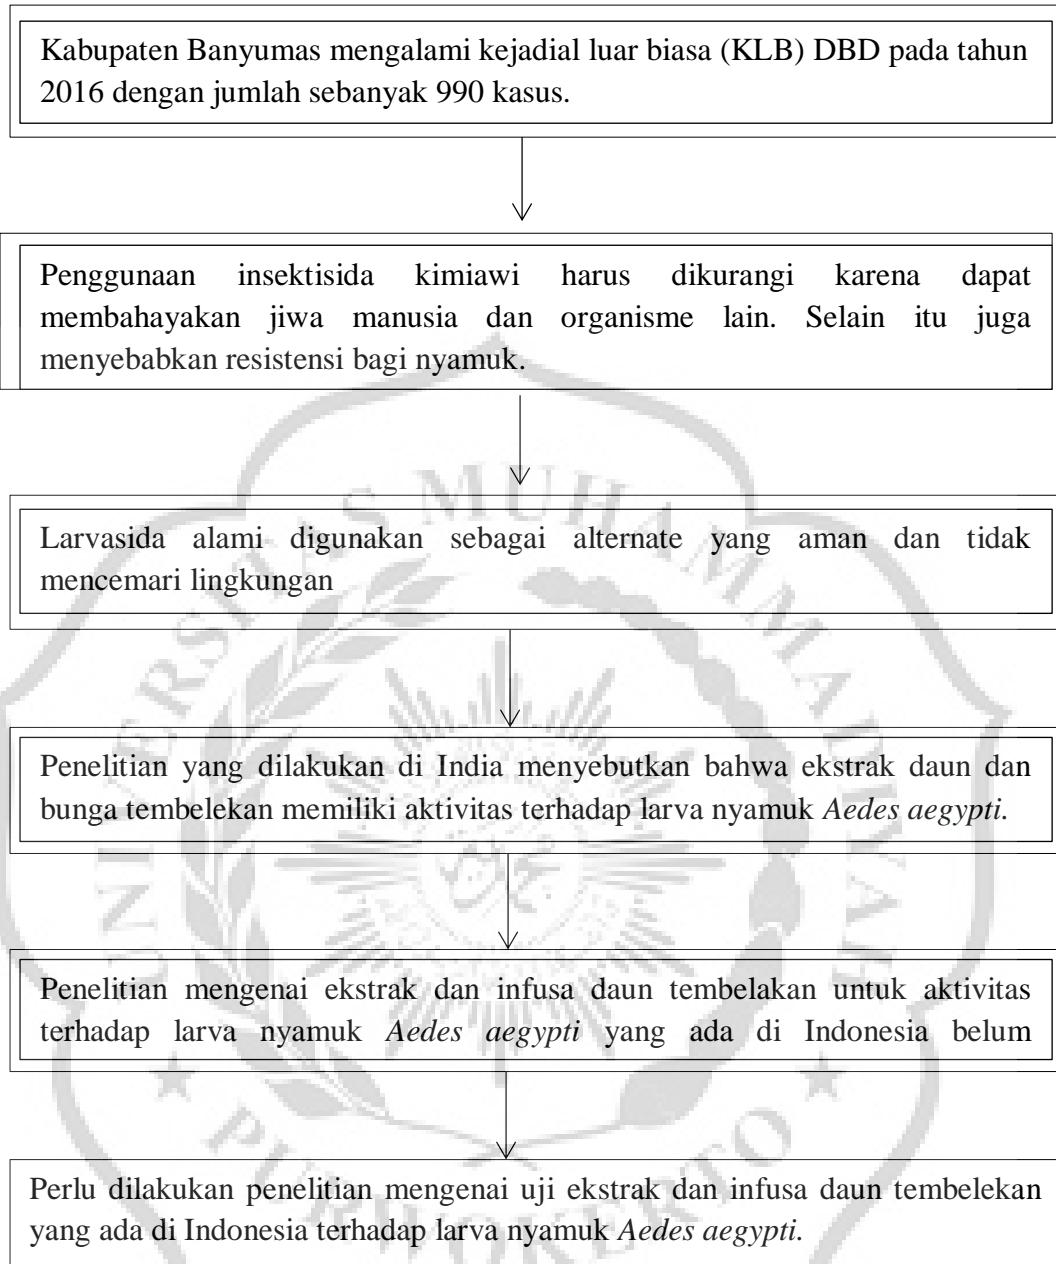 Kabupaten Banyumas mengalami kejadial luar biasa (KLB) DBD pada tahun
2016 dengan jumlah sebanyak 990 kasus.
Penggunaan insektisida kimiawi harus dikurangi karena dapat
membahayakan jiwa manusia dan organisme lain. Selain itu juga
menyebabkan resistensi bagi nyamuk.
Larvasida alami digunakan sebagai alternate yang aman dan tidak
mencemari lingkungan
Penelitian yang dilakukan di India menyebutkan bahwa ekstrak daun dan
bunga tembelekan memiliki aktivitas terhadap larva nyamuk Aedes aegypti.
Penelitian mengenai ekstrak dan infusa daun tembelakan untuk aktivitas
terhadap larva nyamuk Aedes aegypti yang ada di Indonesia belum
Perlu dilakukan penelitian mengenai uji ekstrak dan infusa daun tembelekan
yang ada di Indonesia terhadap larva nyamuk Aedes aegypti.
UNIVERSITAS MUHAMMADIYAH
PURWOKERTO